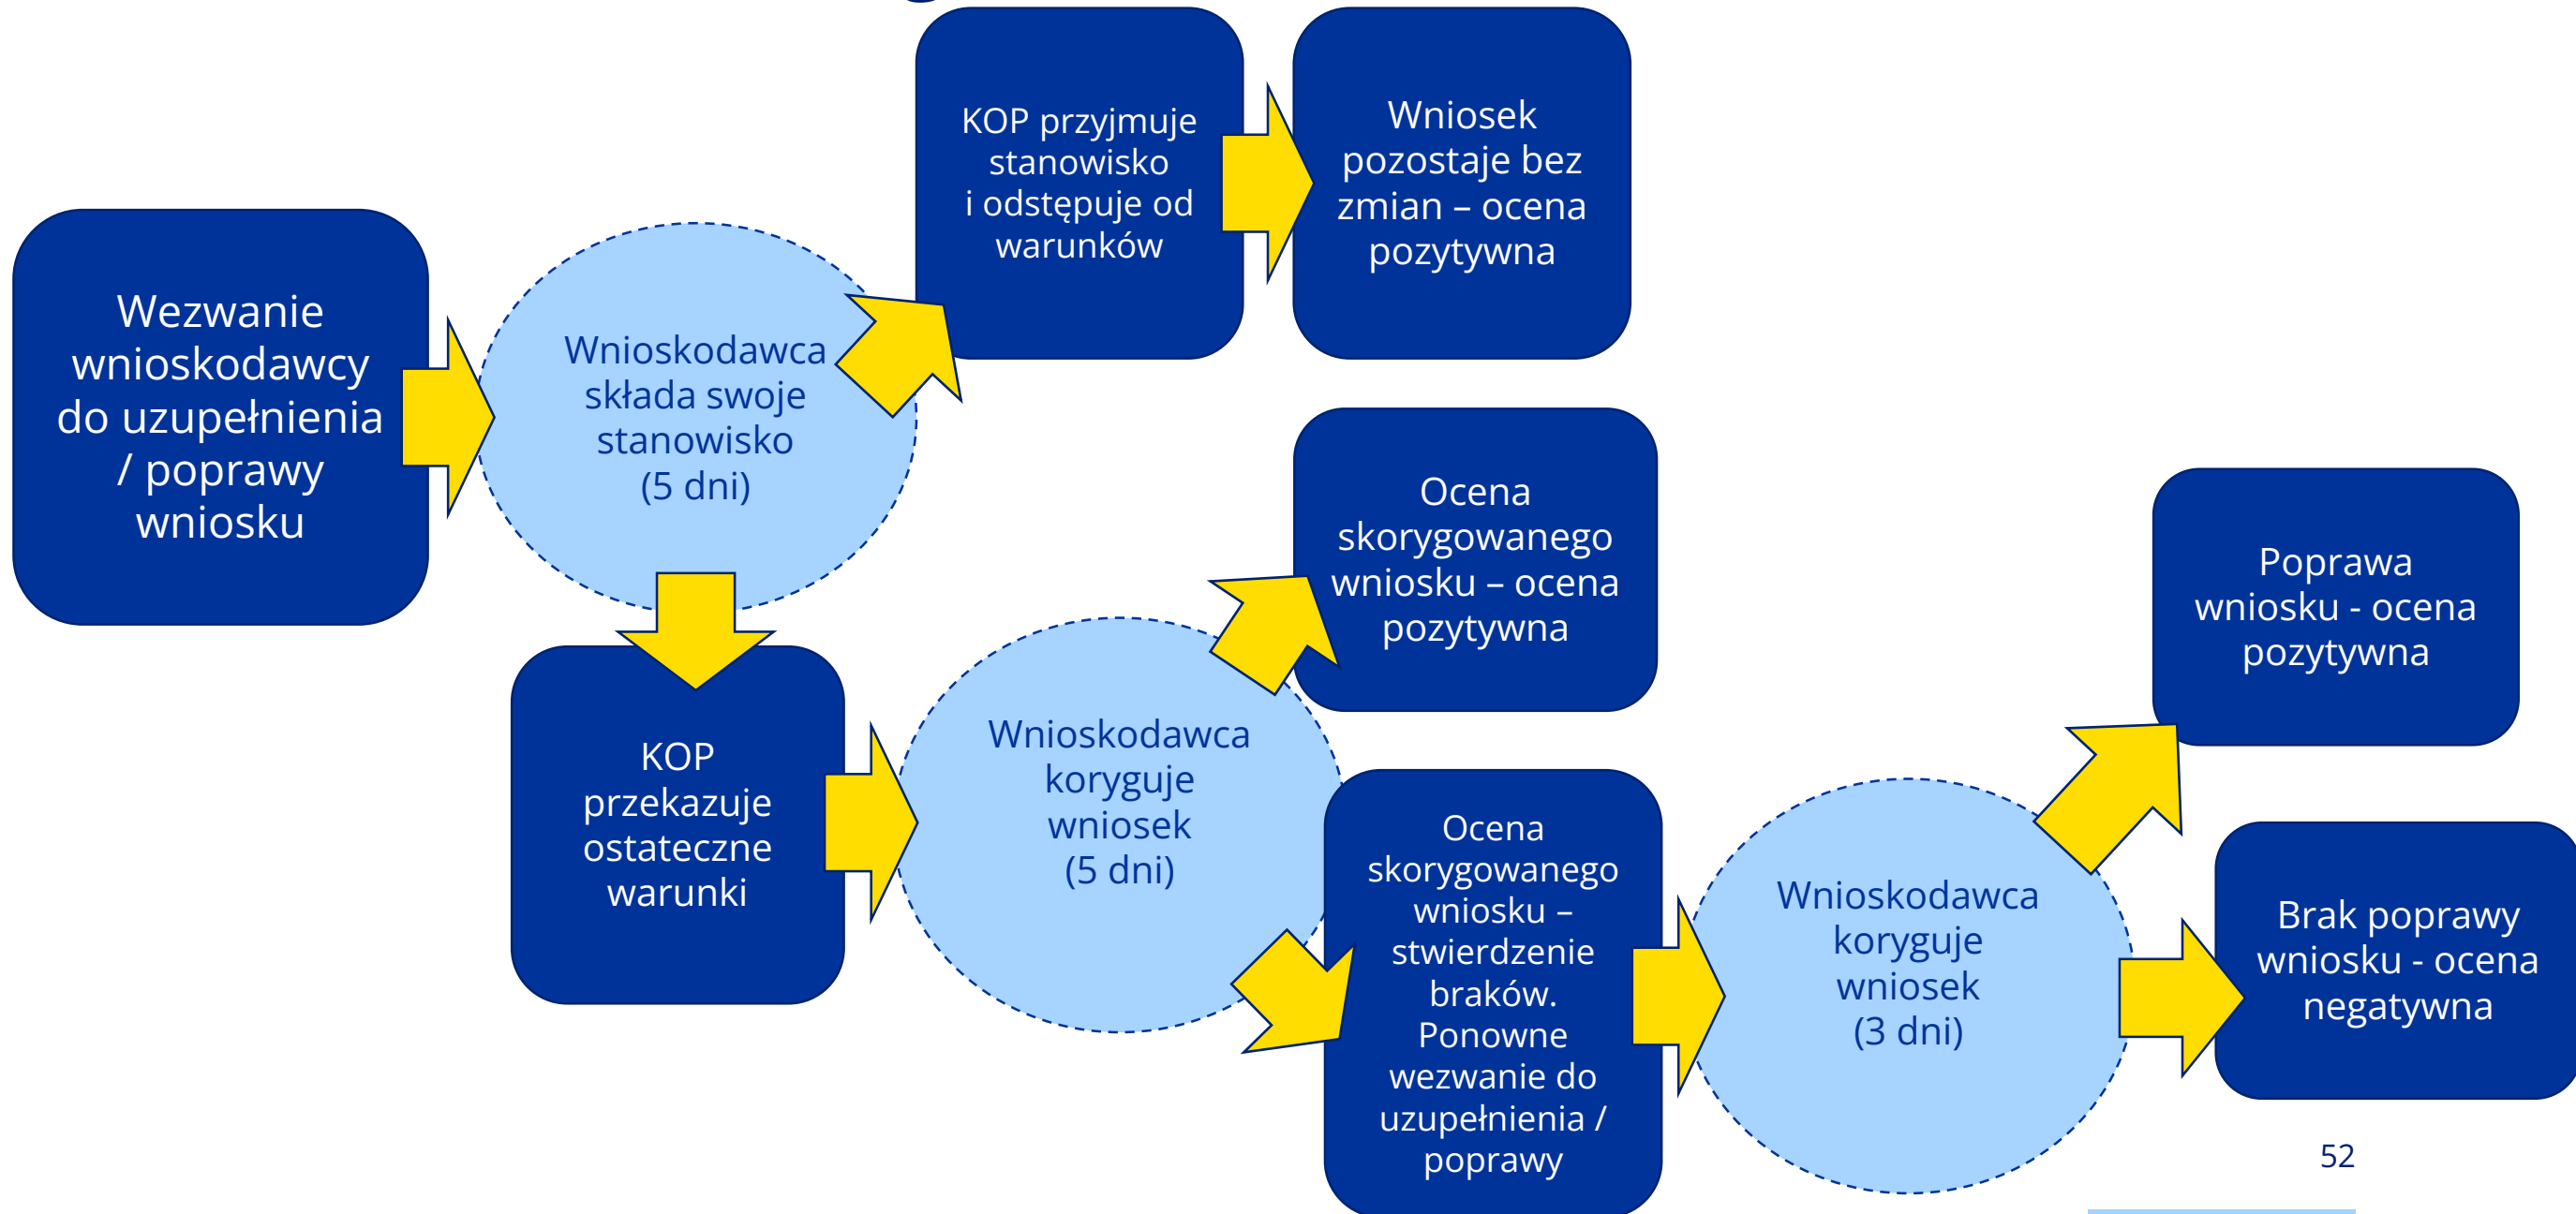 Wezwanie
wnioskodawcy
do uzupełnienia
/ poprawy
wniosku
Wnioskodawca
składa swoje
stanowisko
(5 dni)
KOP przyjmuje
stanowisko
i odstępuje od
warunków
Wniosek
pozostaje bez
zmian – ocena
pozytywna
KOP
przekazuje
ostateczne
warunki
Wnioskodawca
koryguje
wniosek
(5 dni)
Ocena
skorygowanego
wniosku – ocena
pozytywna
Ocena
skorygowanego
wniosku –
stwierdzenie
braków.
Ponowne
wezwanie do
uzupełnienia /
poprawy
Wnioskodawca
koryguje
wniosek
(3 dni)
Poprawa
wniosku - ocena
pozytywna
Brak poprawy
wniosku - ocena
negatywna
52